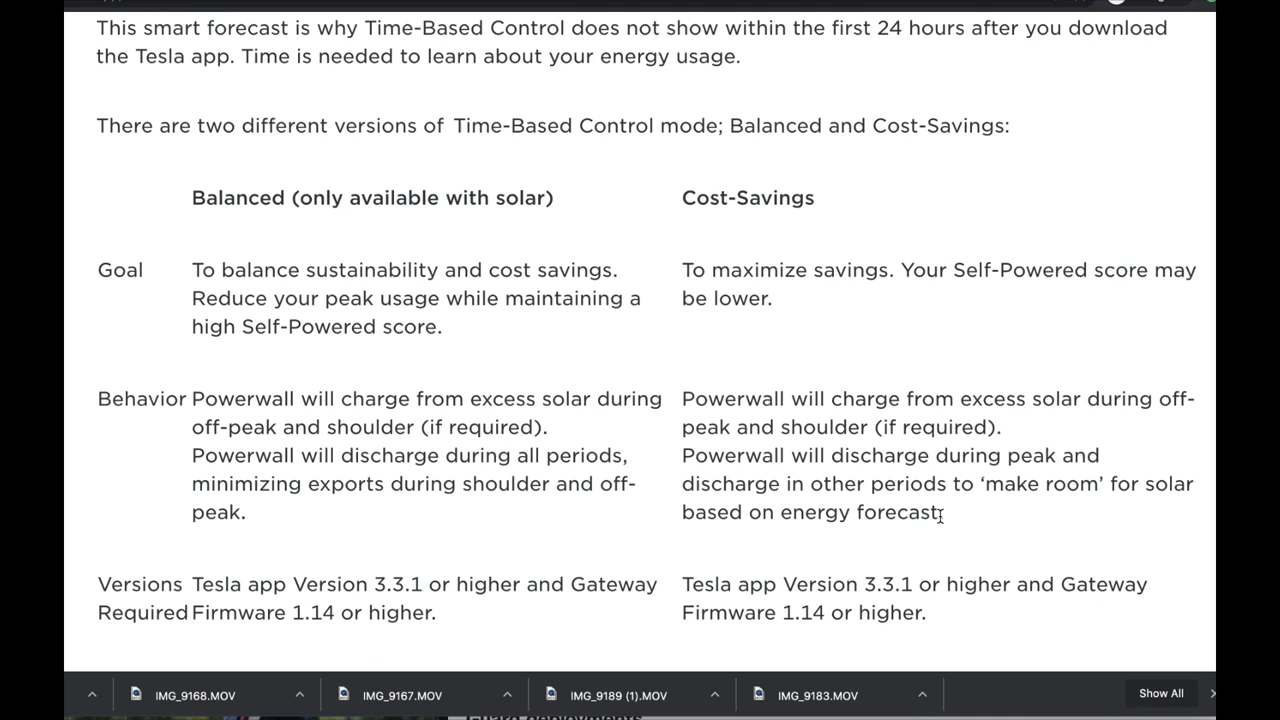 This smart forecast is why Time-Based Control does not show within the first 24 hours after you download
the Tesla app. Time is needed to learn about your energy usage.
There are two different versions of Time-Based Control mode; Balanced and Cost-Savings:
Balanced (only available with solar)
Cost-Savings
Goal
To balance sustainability and cost savings.
Reduce your peak usage while maintaining a
high Self-Powered score.
To maximize savings. Your Self-Powered score may
be lower.
Behavior
Powerwall will charge from excess solar during
off-peak and shoulder (if required).
Powerwall will discharge during all periods,
minimizing exports during shoulder and off-
peak.
Powerwall will charge from excess solar during off-
peak and shoulder (if required).
Powerwall will discharge during peak and
discharge in other periods to ‘make room’ for solar
based on energy forecast.
Versions
Required
Tesla app Version 3.3.1 or higher and Gateway
Firmware 1.14 or higher.
Tesla app Version 3.3.1 or higher and Gateway
Firmware 1.14 or higher.
IMG_9168.MOV
IMG_9167.MOV
IMG_9189 (1).MOV
IMG_9183.MOV
Show All